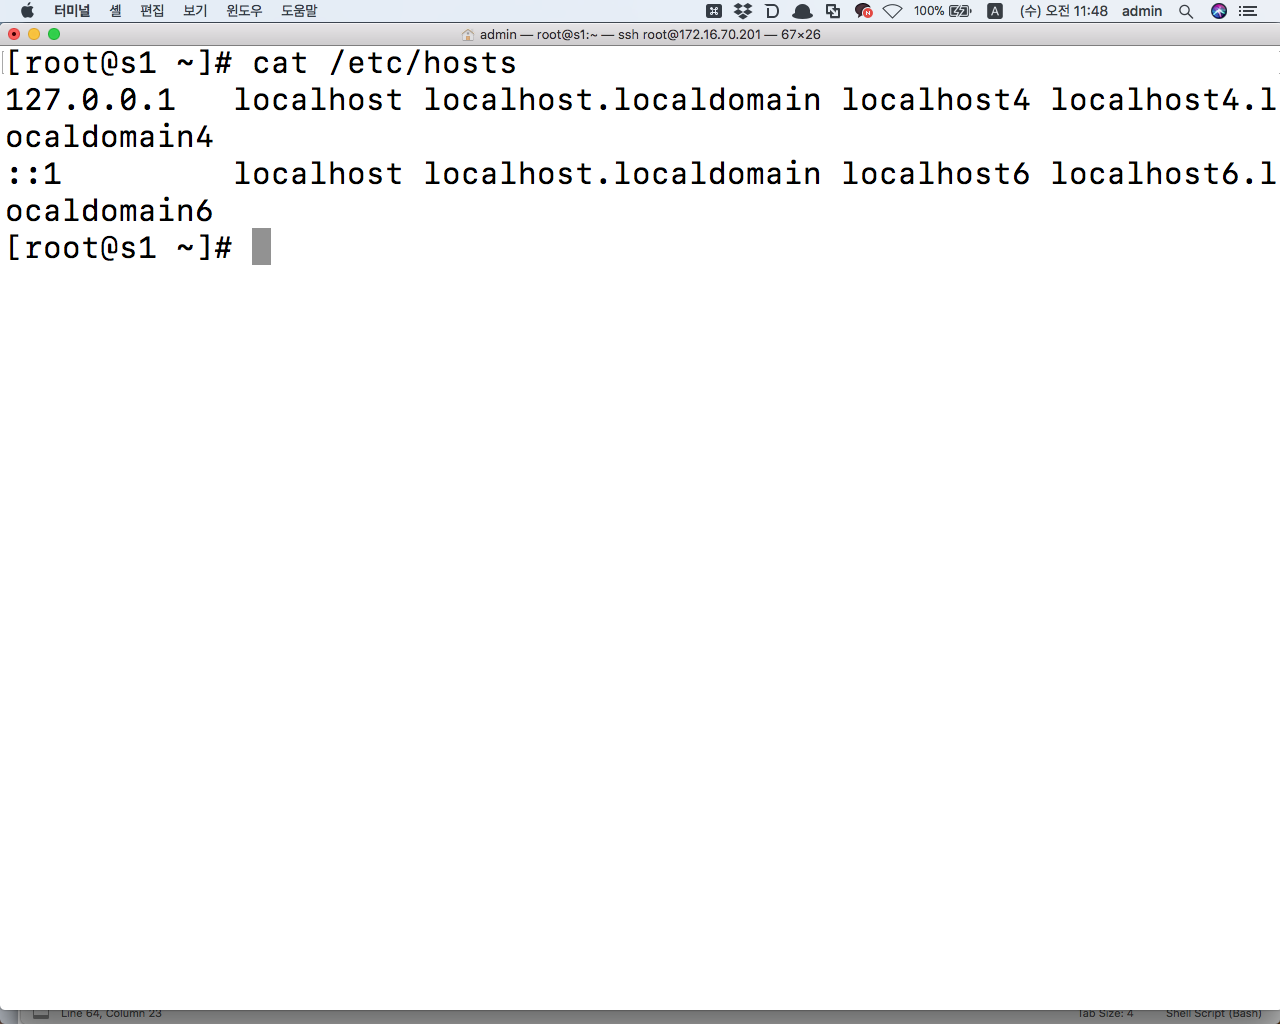 터미널 셸 편집 보기 윈도우 도움말 100% A (수) 오전 11:48 admin
admin — root@s1:~ — ssh root@172.16.70.201 — 67×26
[root@s1 ~]# cat /etc/hosts
127.0.0.1   localhost localhost.localdomain localhost4 localhost4.l
ocaldomain4
::1         localhost localhost.localdomain localhost6 localhost6.l
ocaldomain6
[root@s1 ~]#
Line 64, Column 23 Tab Size: 4 Shell Script (Bash)